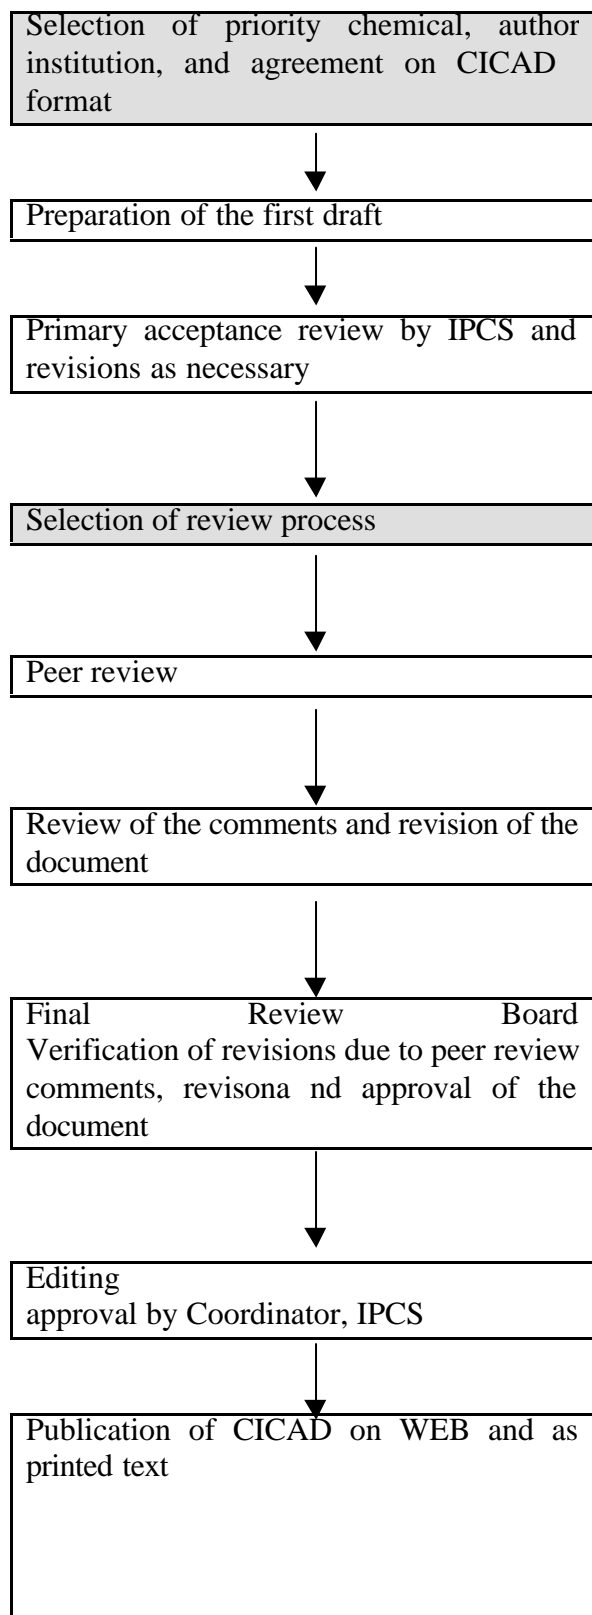 Selection of priority chemical, author
institution, and agreement on CICAD
format
Preparation of the first draft
Primary acceptance review by IPCS and
revisions as necessary
Selection of review process
Peer review
Review of the comments and revision of the
document
Final Review Board
Verification of revisions due to peer review
comments, revisona nd approval of the
document
Editing
approval by Coordinator, IPCS
Publication of CICAD on WEB and as
printed text